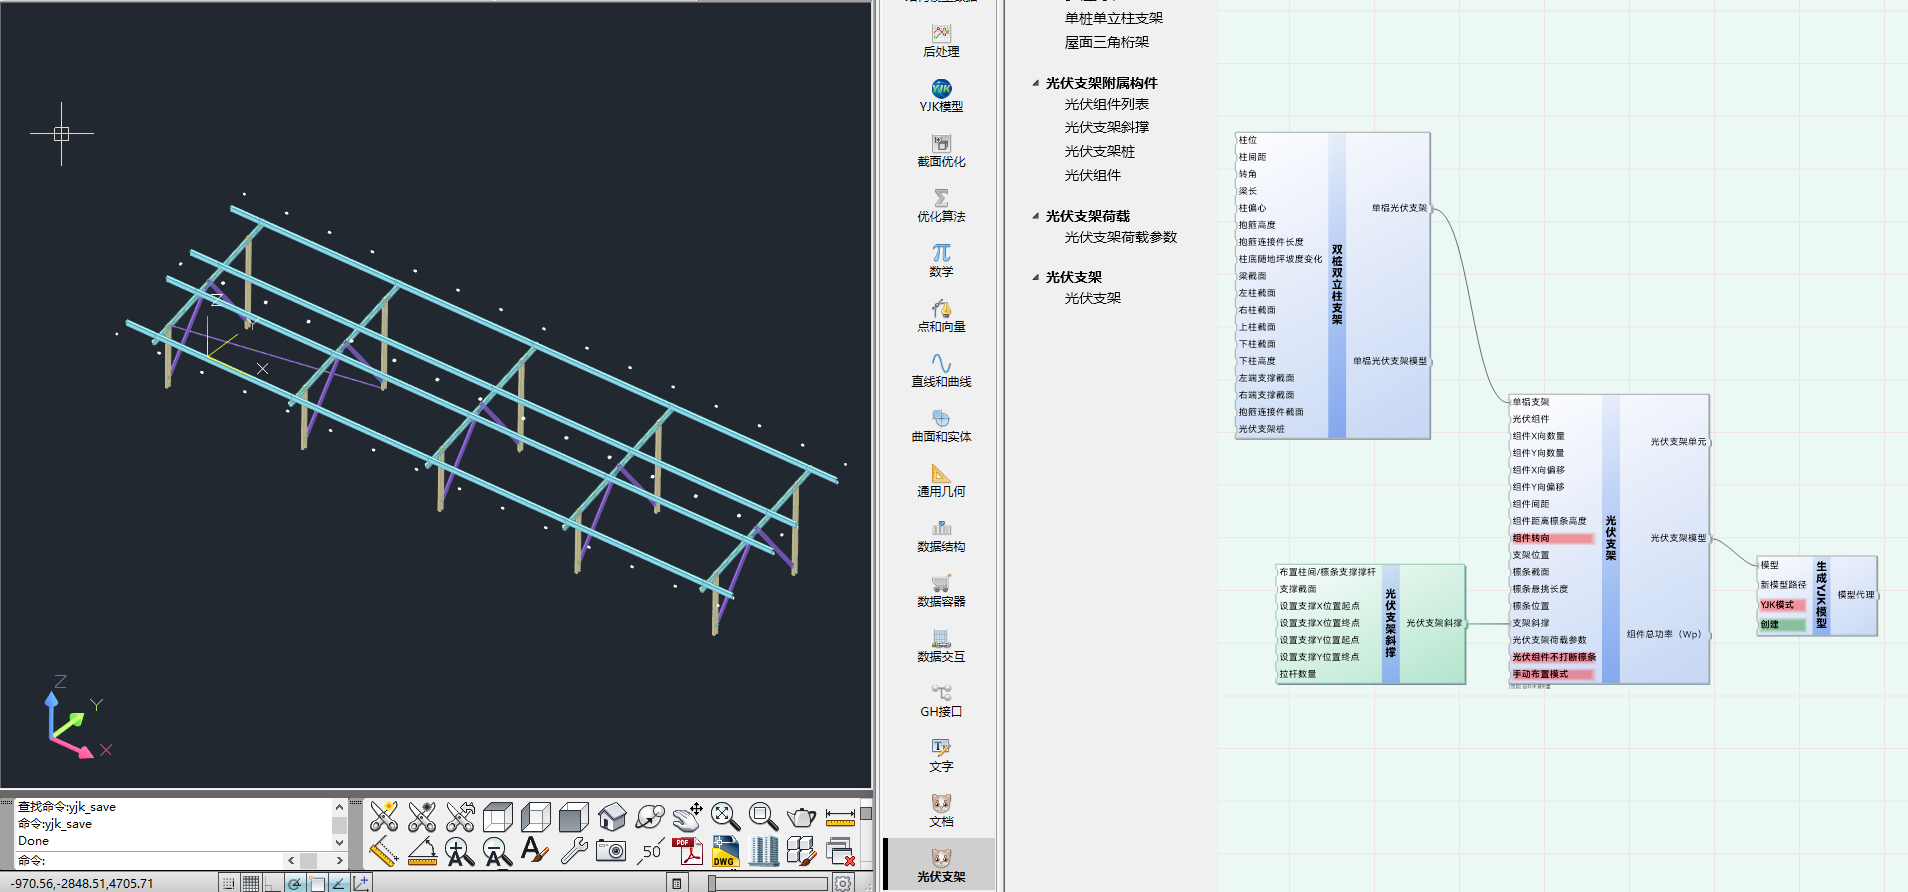 Z
Y
X
Z
Y
X
查找命令:yjk_save
命令:yjk_save
Done
命令:
-970.56,-2848.51,4705.71
.50
PDF
DWG
后处理
YJK
YJK模型
截面优化
优化算法
数学
点和向量
直线和曲线
曲面和实体
通用几何
数据结构
数据容器
数据交互
GH接口
文字
文档
光伏支架
单桩单立柱支架
屋面三角桁架
光伏支架附属构件
光伏组件列表
光伏支架斜撑
光伏支架桩
光伏组件
光伏支架荷载
光伏支架荷载参数
光伏支架
光伏支架
柱位
柱间距
转角
梁长
柱偏心
抱箍高度
抱箍连接件长度
柱底随地坪坡度变化
梁截面
左柱截面
右柱截面
上柱截面
下柱截面
下柱高度
左端支撑截面
右端支撑截面
抱箍连接件截面
光伏支架桩
双桩双立柱支架
单榀光伏支架
单榀光伏支架模型
布置柱间/檩条支撑撑杆
支撑截面
设置支撑X位置起点
设置支撑X位置终点
设置支撑Y位置起点
设置支撑Y位置终点
拉杆数量
光伏支架斜撑
光伏支架斜撑
单榀支架
光伏组件
组件X向数量
组件Y向数量
组件X向偏移
组件Y向偏移
组件间距
组件距离檩条高度
组件转向
支架位置
檩条截面
檩条悬挑长度
檩条位置
支架斜撑
光伏支架荷载参数
光伏组件不打断檩条
手动布置模式
光伏支架
光伏支架单元
光伏支架模型
组件总功率（Wp）
模型
新模型路径
YJK模式
创建
生成YJK模型
模型代理